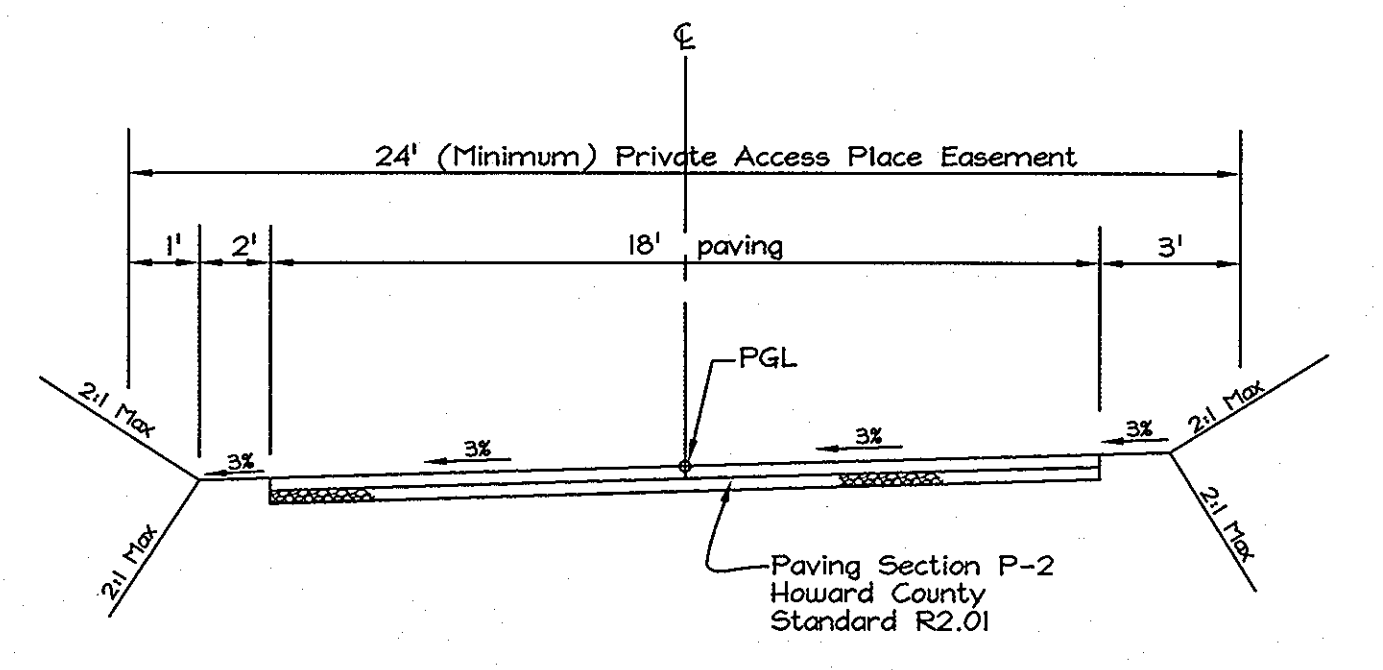 ℄
24' (Minimum) Private Access Place Easement
1' 2' 18' paving 3'
PGL
2:1 Max 2:1 Max
3% 3% 3% 3%
2:1 Max 2:1 Max
Paving Section P-2
Howard County
Standard R2.01